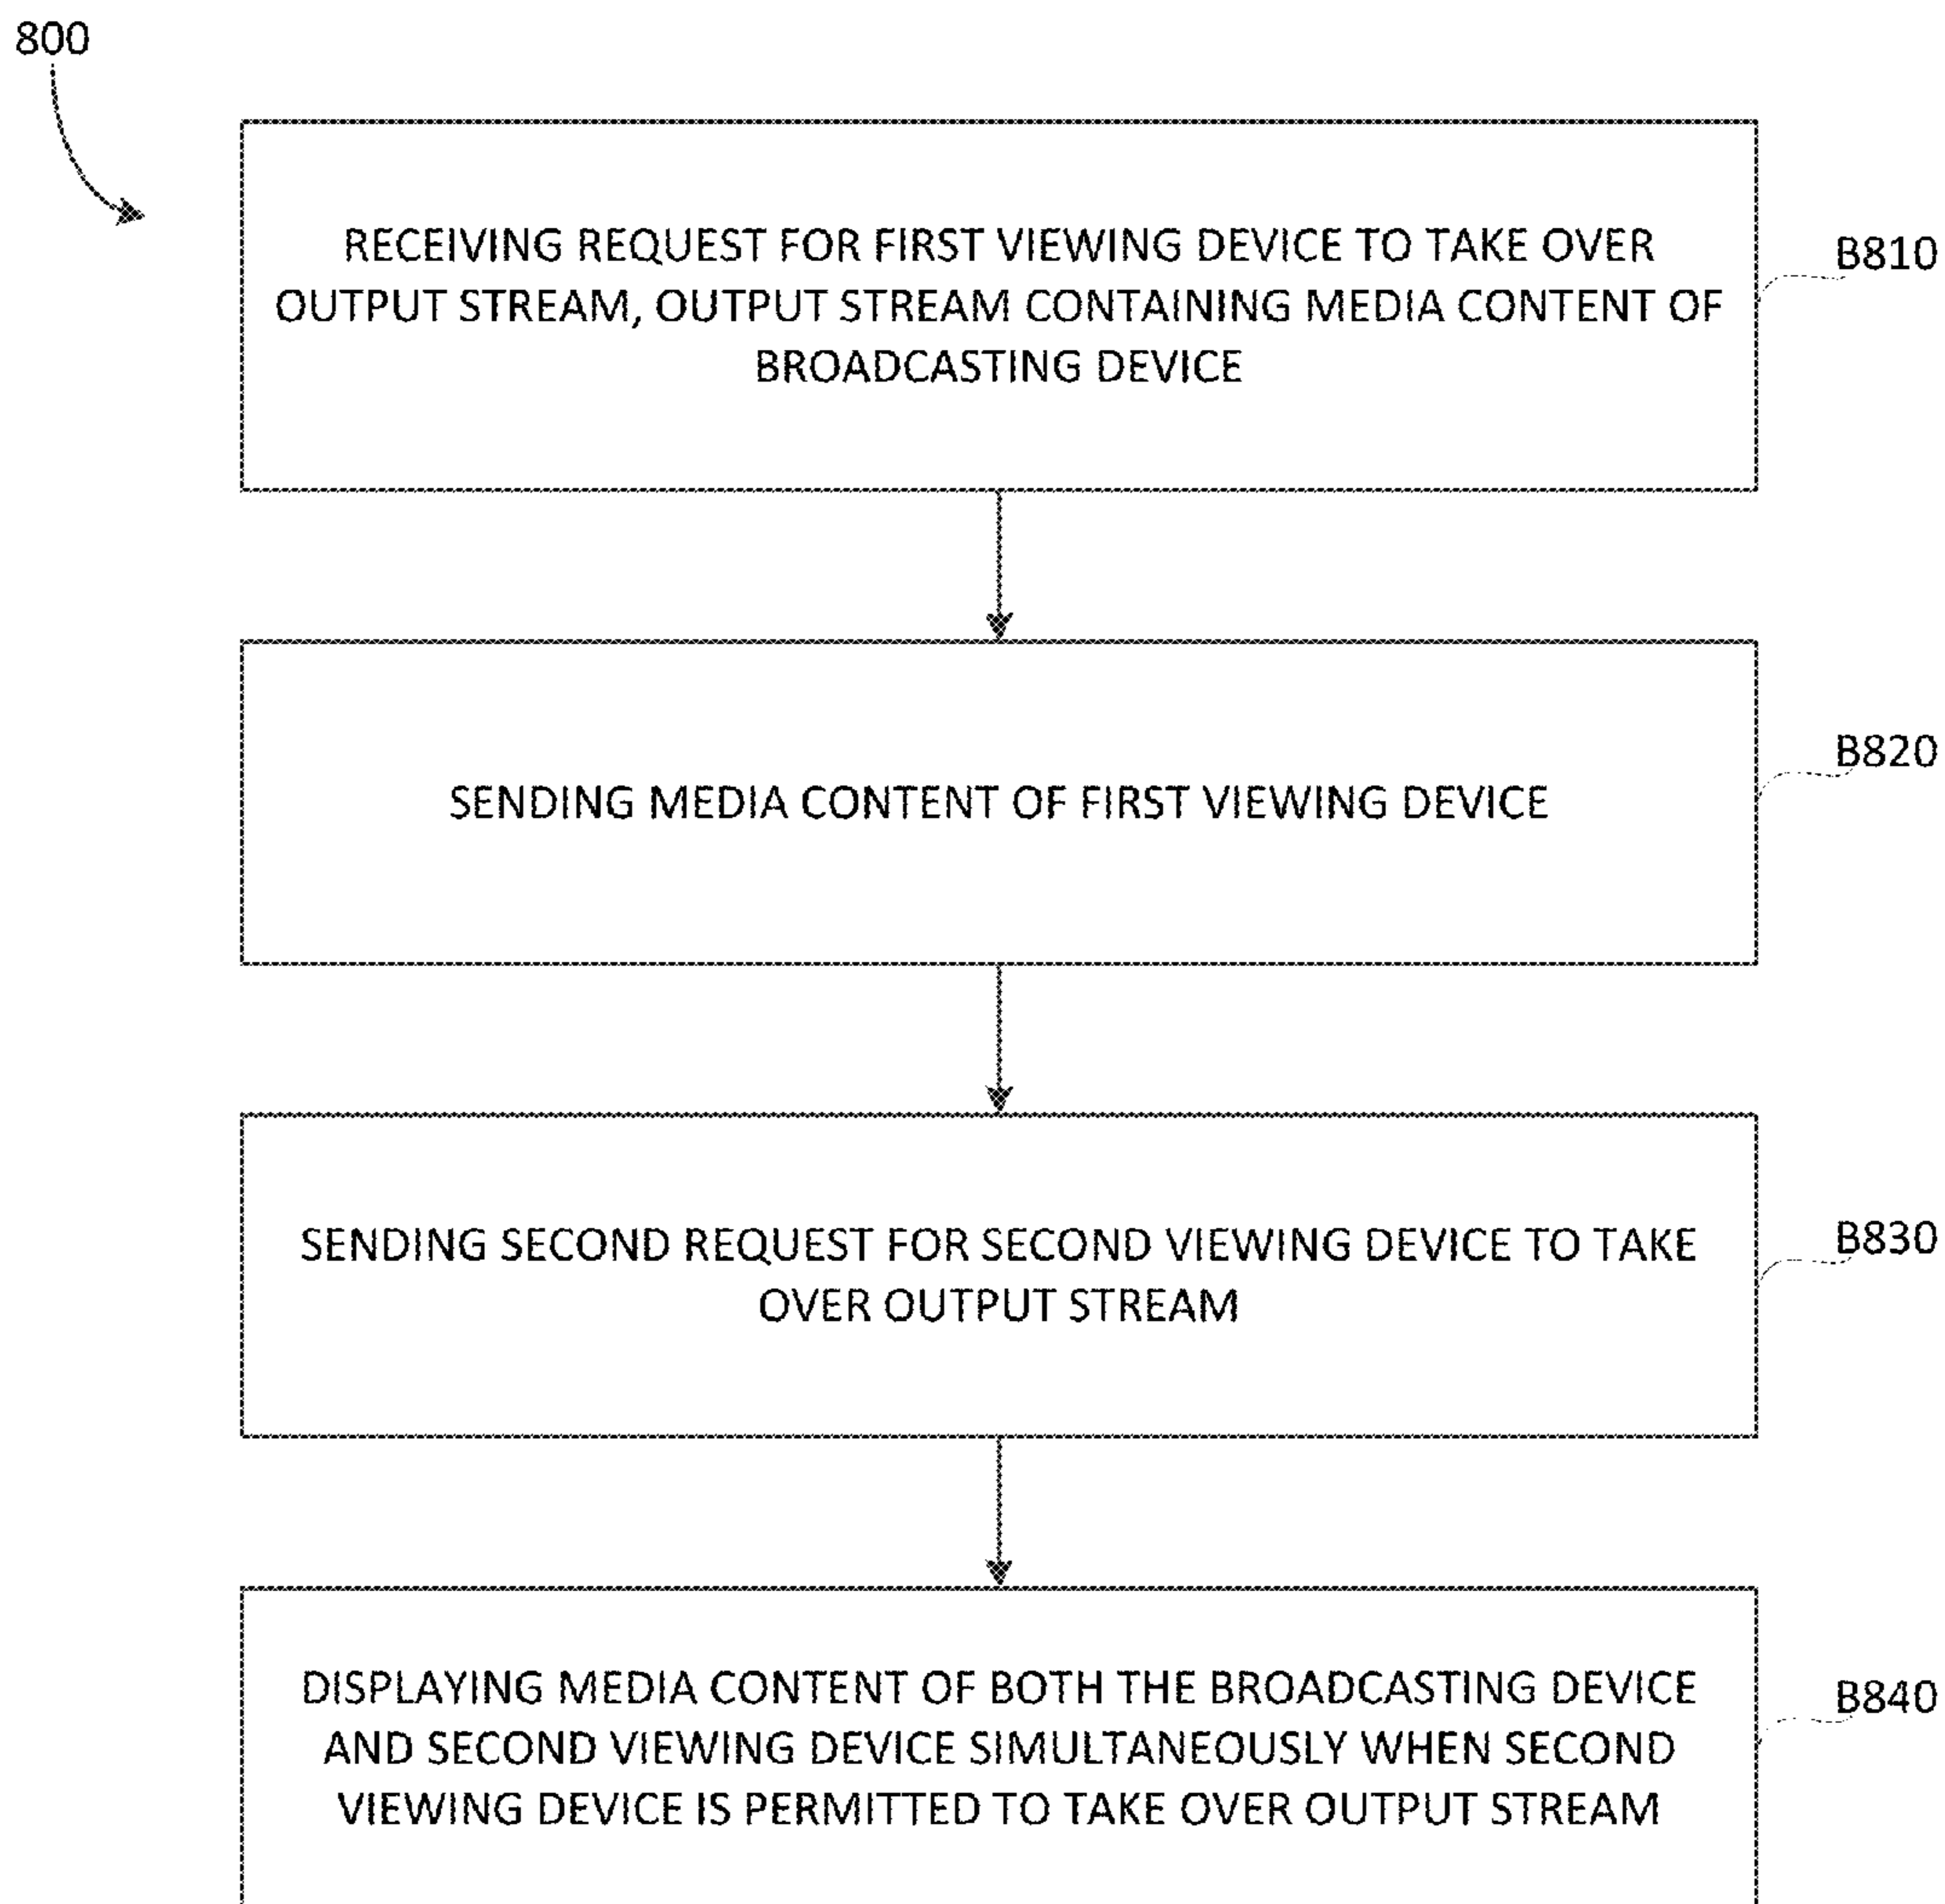 800
RECEIVING REQUEST FOR FIRST VIEWING DEVICE TO TAKE OVER
OUTPUT STREAM, OUTPUT STREAM CONTAINING MEDIA CONTENT OF
BROADCASTING DEVICE
B810
SENDING MEDIA CONTENT OF FIRST VIEWING DEVICE
B820
SENDING SECOND REQUEST FOR SECOND VIEWING DEVICE TO TAKE
OVER OUTPUT STREAM
B830
DISPLAYING MEDIA CONTENT OF BOTH THE BROADCASTING DEVICE
AND SECOND VIEWING DEVICE SIMULTANEOUSLY WHEN SECOND
VIEWING DEVICE IS PERMITTED TO TAKE OVER OUTPUT STREAM
B840